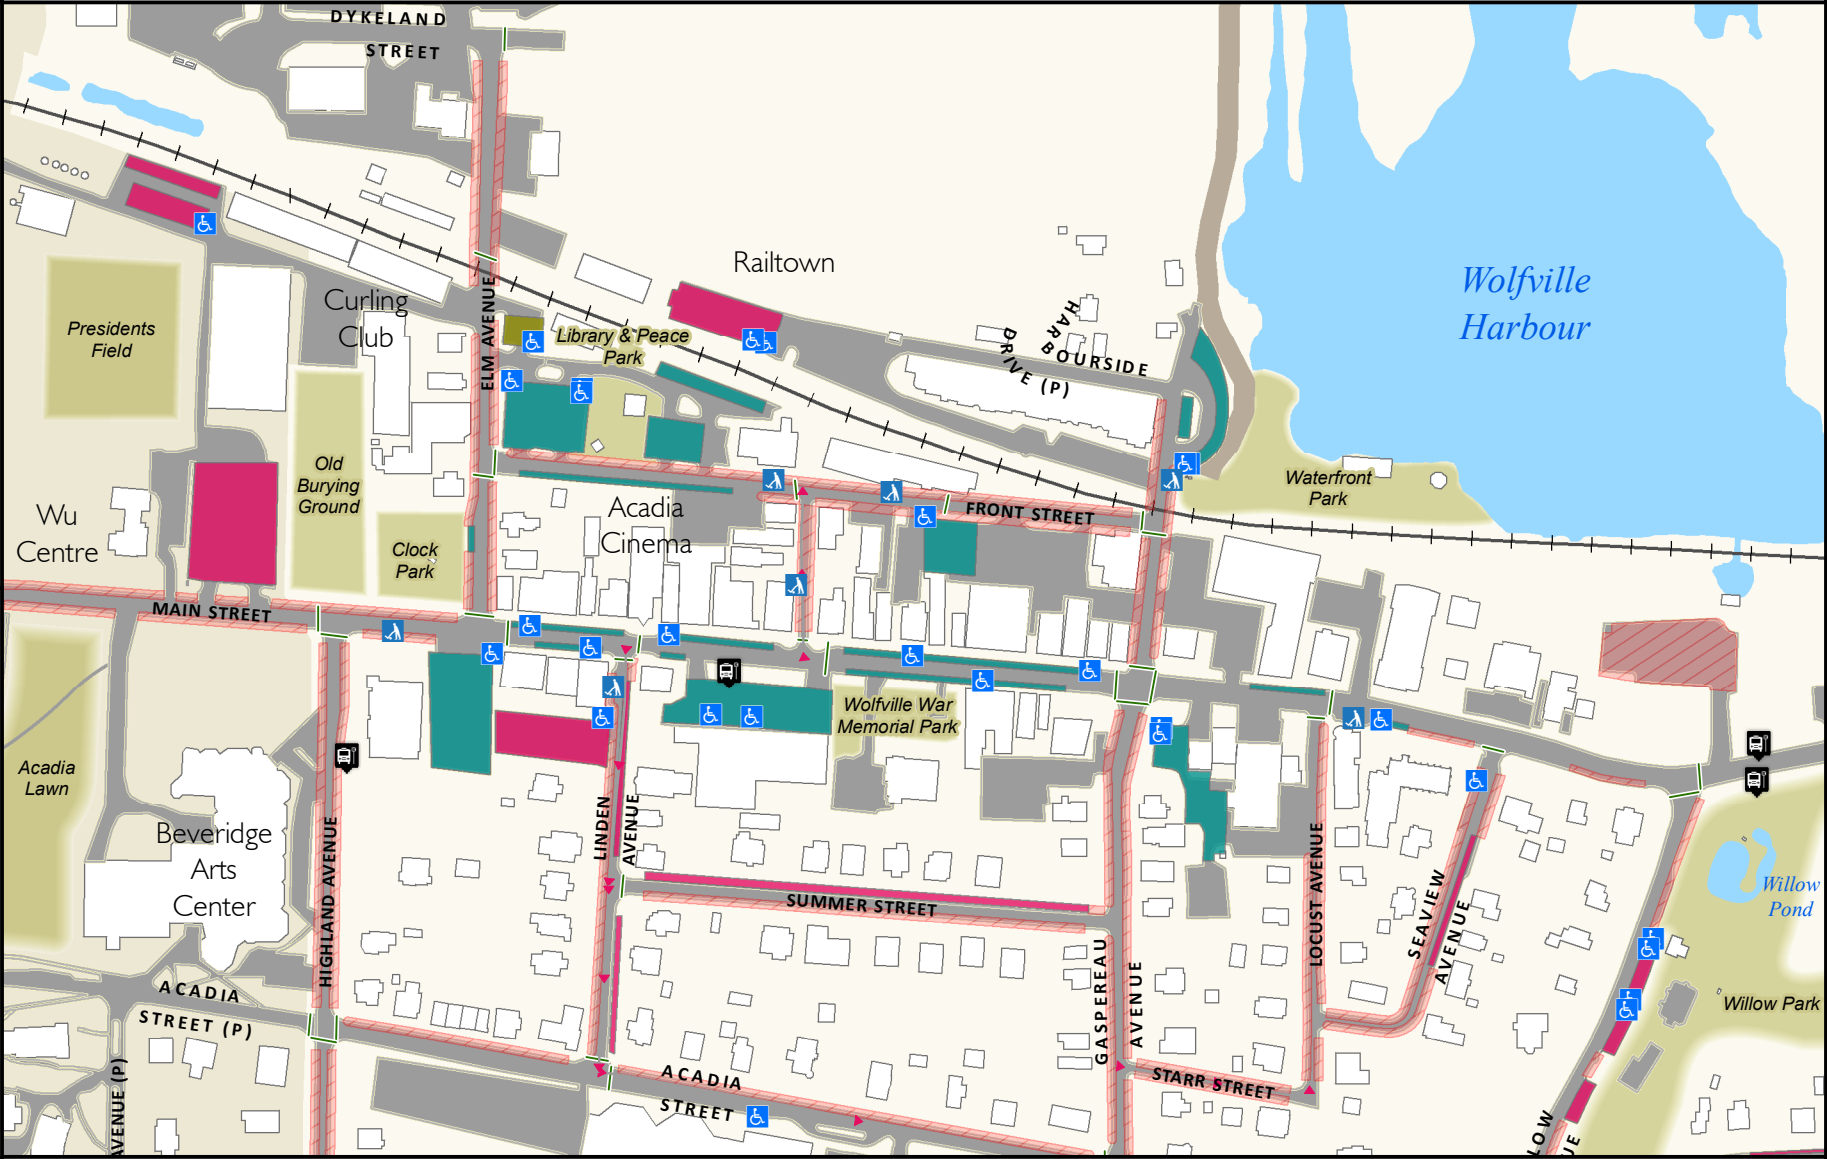 DYKELAND
STREET
Railtown
Wolfville
Harbour
Curling
Club
Presidents
Field
ELM AVENUE
Library & Peace
Park
HARBOURSIDE
DRIVE (P)
Old
Burying
Ground
Waterfront
Park
Wu
Centre
Acadia
Cinema
FRONT STREET
Clock
Park
MAIN STREET
Wolfville War
Memorial Park
Acadia
Lawn
Beveridge
Arts
Center
HIGHLAND AVENUE
LINDEN
AVENUE
SUMMER STREET
LOCUST AVENUE
SEAVIEW
AVENUE
Willow
Pond
GASPEREAU
AVENUE
Willow Park
ACADIA
STREET (P)
ACADIA
STREET
STARR STREET
AVENUE (P)
LOW
UE